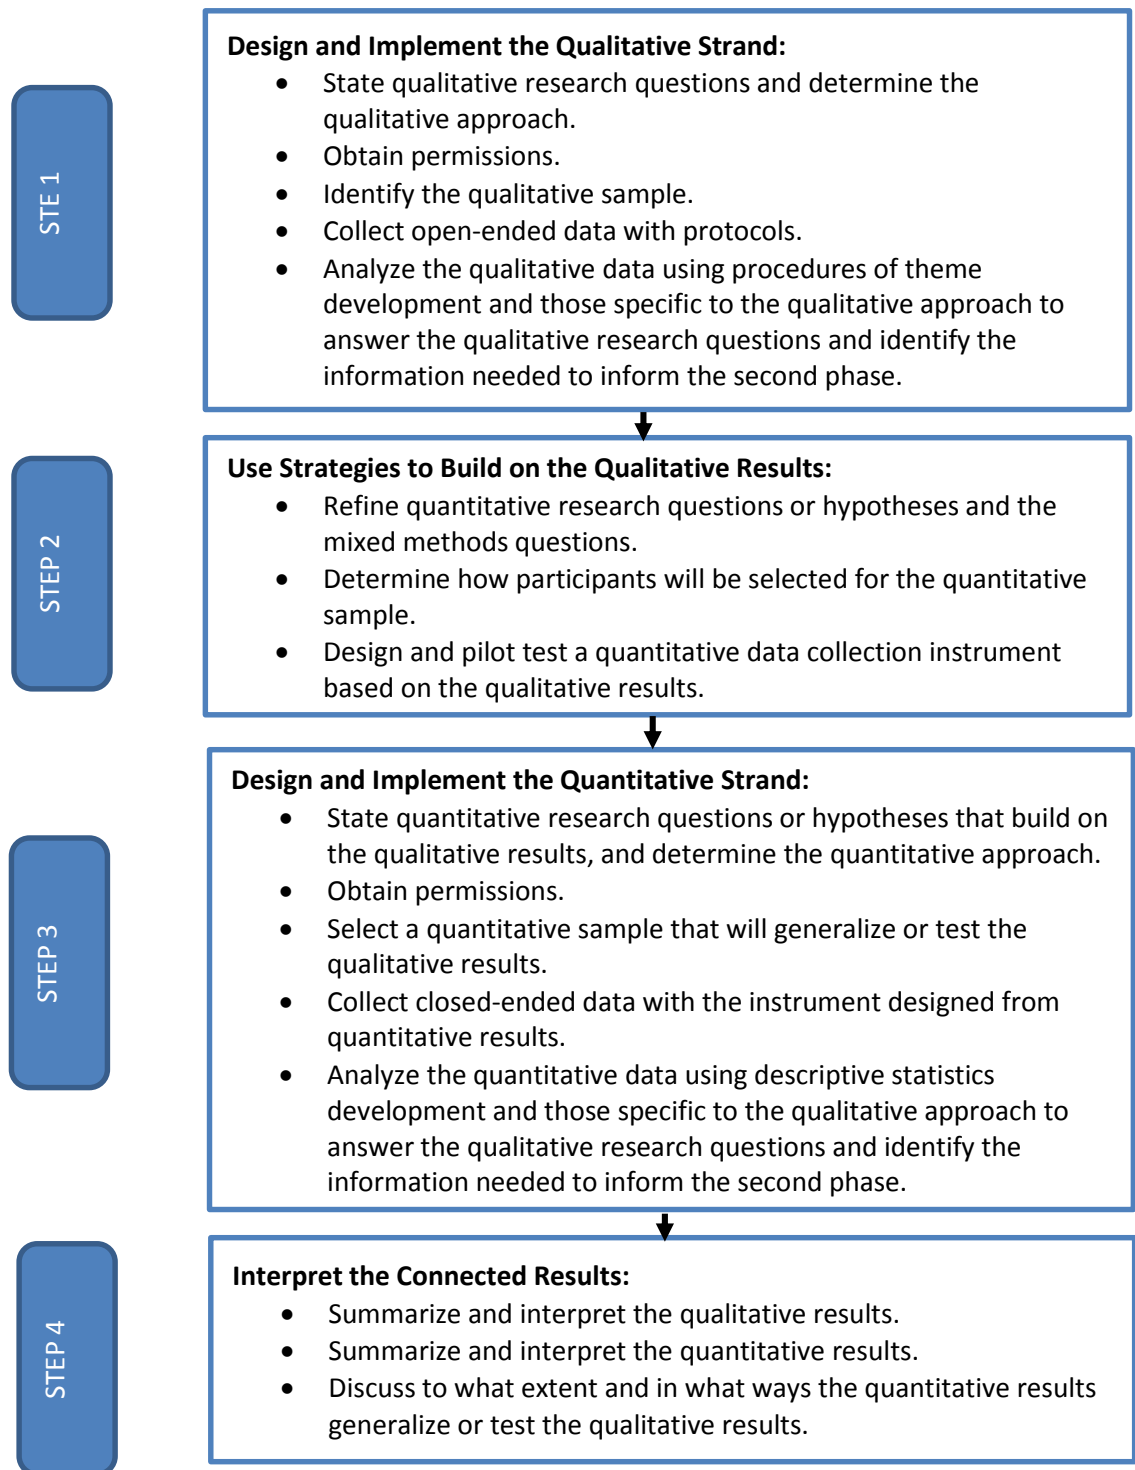 Design and Implement the Qualitative Strand:
• State qualitative research questions and determine the
qualitative approach.
• Obtain permissions.
• Identify the qualitative sample.
• Collect open-ended data with protocols.
• Analyze the qualitative data using procedures of theme
development and those specific to the qualitative approach to
answer the qualitative research questions and identify the
information needed to inform the second phase.
STE 1
Use Strategies to Build on the Qualitative Results:
• Refine quantitative research questions or hypotheses and the
mixed methods questions.
• Determine how participants will be selected for the quantitative
sample.
• Design and pilot test a quantitative data collection instrument
based on the qualitative results.
STEP 2
Design and Implement the Quantitative Strand:
• State quantitative research questions or hypotheses that build on
the qualitative results, and determine the quantitative approach.
• Obtain permissions.
• Select a quantitative sample that will generalize or test the
qualitative results.
• Collect closed-ended data with the instrument designed from
quantitative results.
• Analyze the quantitative data using descriptive statistics
development and those specific to the qualitative approach to
answer the qualitative research questions and identify the
information needed to inform the second phase.
STEP 3
Interpret the Connected Results:
• Summarize and interpret the qualitative results.
• Summarize and interpret the quantitative results.
• Discuss to what extent and in what ways the quantitative results
generalize or test the qualitative results.
STEP 4